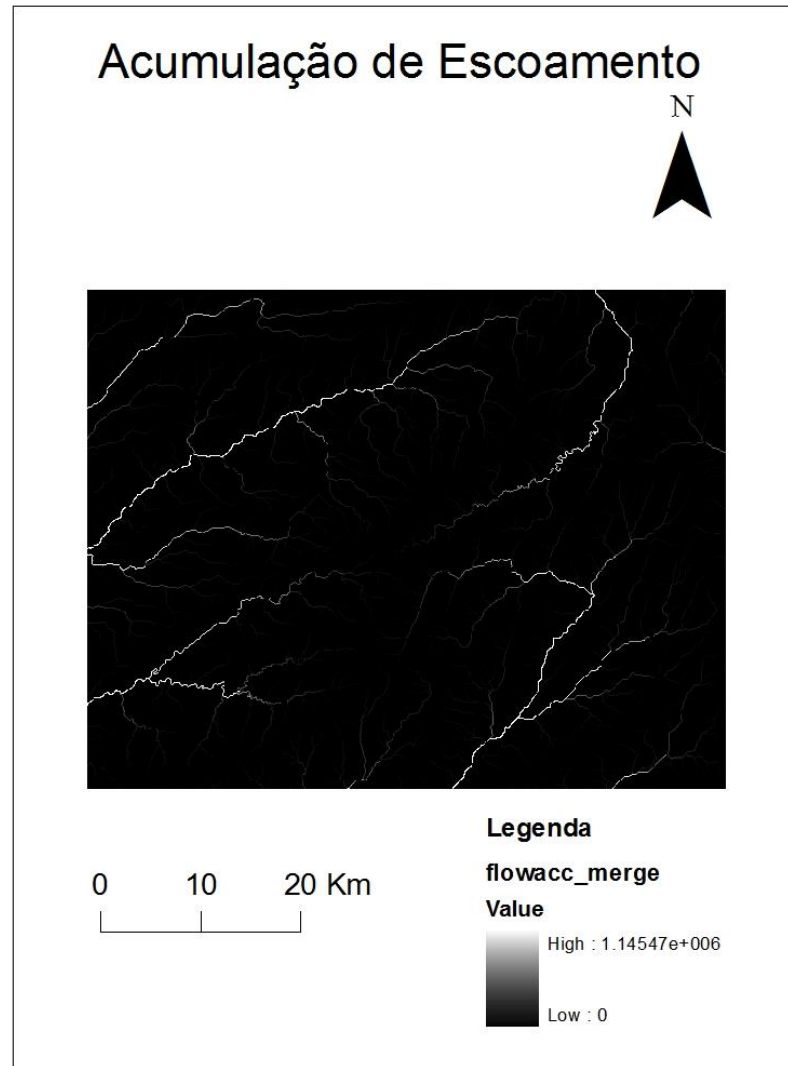 Acumulação de Escoamento
N
0 10 20 Km
Legenda
flowacc_merge
Value
High : 1.14547e+006
Low : 0